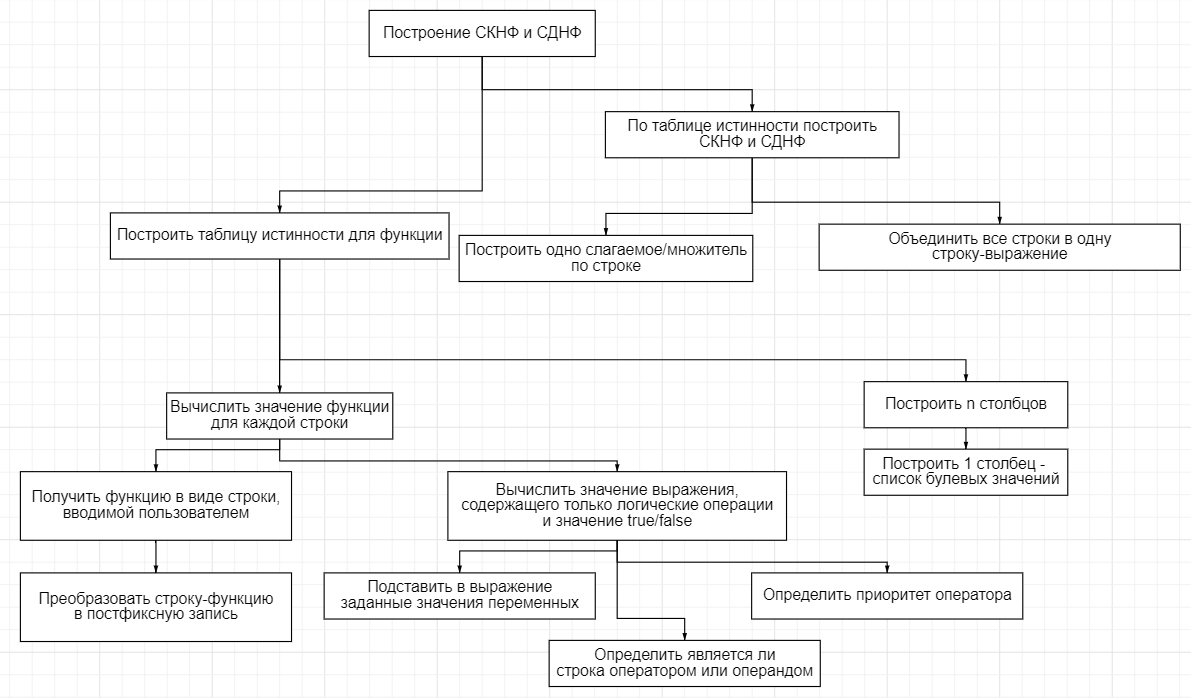 Построение СКНФ и СДНФ
По таблице истинности построить
СКНФ и СДНФ
Построить таблицу истинности для функции
Построить одно слагаемое/множитель
по строке
Объединить все строки в одну
строку-выражение
Вычислить значение функции
для каждой строки
Построить n столбцов
Построить 1 столбец -
список булевых значений
Получить функцию в виде строки,
вводимой пользователем
Вычислить значение выражения,
содержащего только логические операции
и значение true/false
Преобразовать строку-функцию
в постфиксную запись
Подставить в выражение
заданные значения переменных
Определить приоритет оператора
Определить является ли
строка оператором или операндом